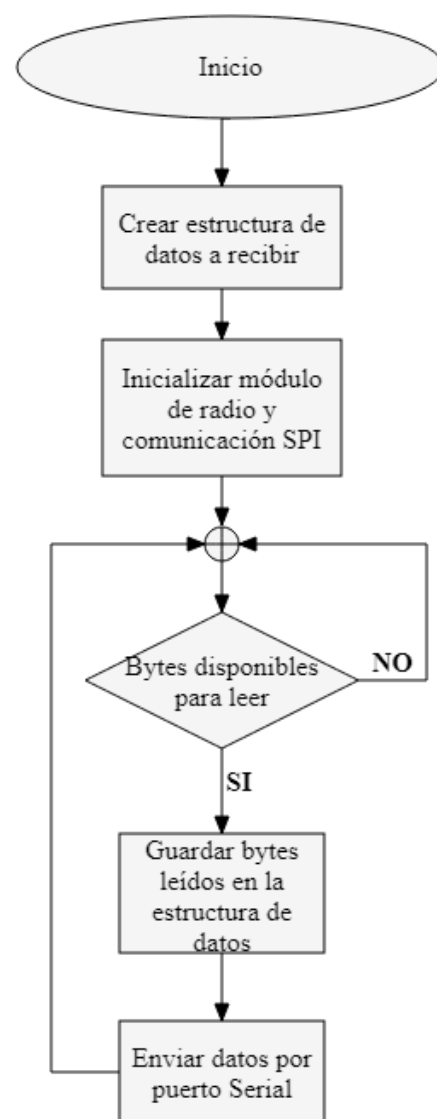 Inicio
Crear estructura de
datos a recibir
Inicializar módulo
de radio y
comunicación SPI
Bytes disponibles
para leer
NO
SI
Guardar bytes
leídos en la
estructura de
datos
Enviar datos por
puerto Serial